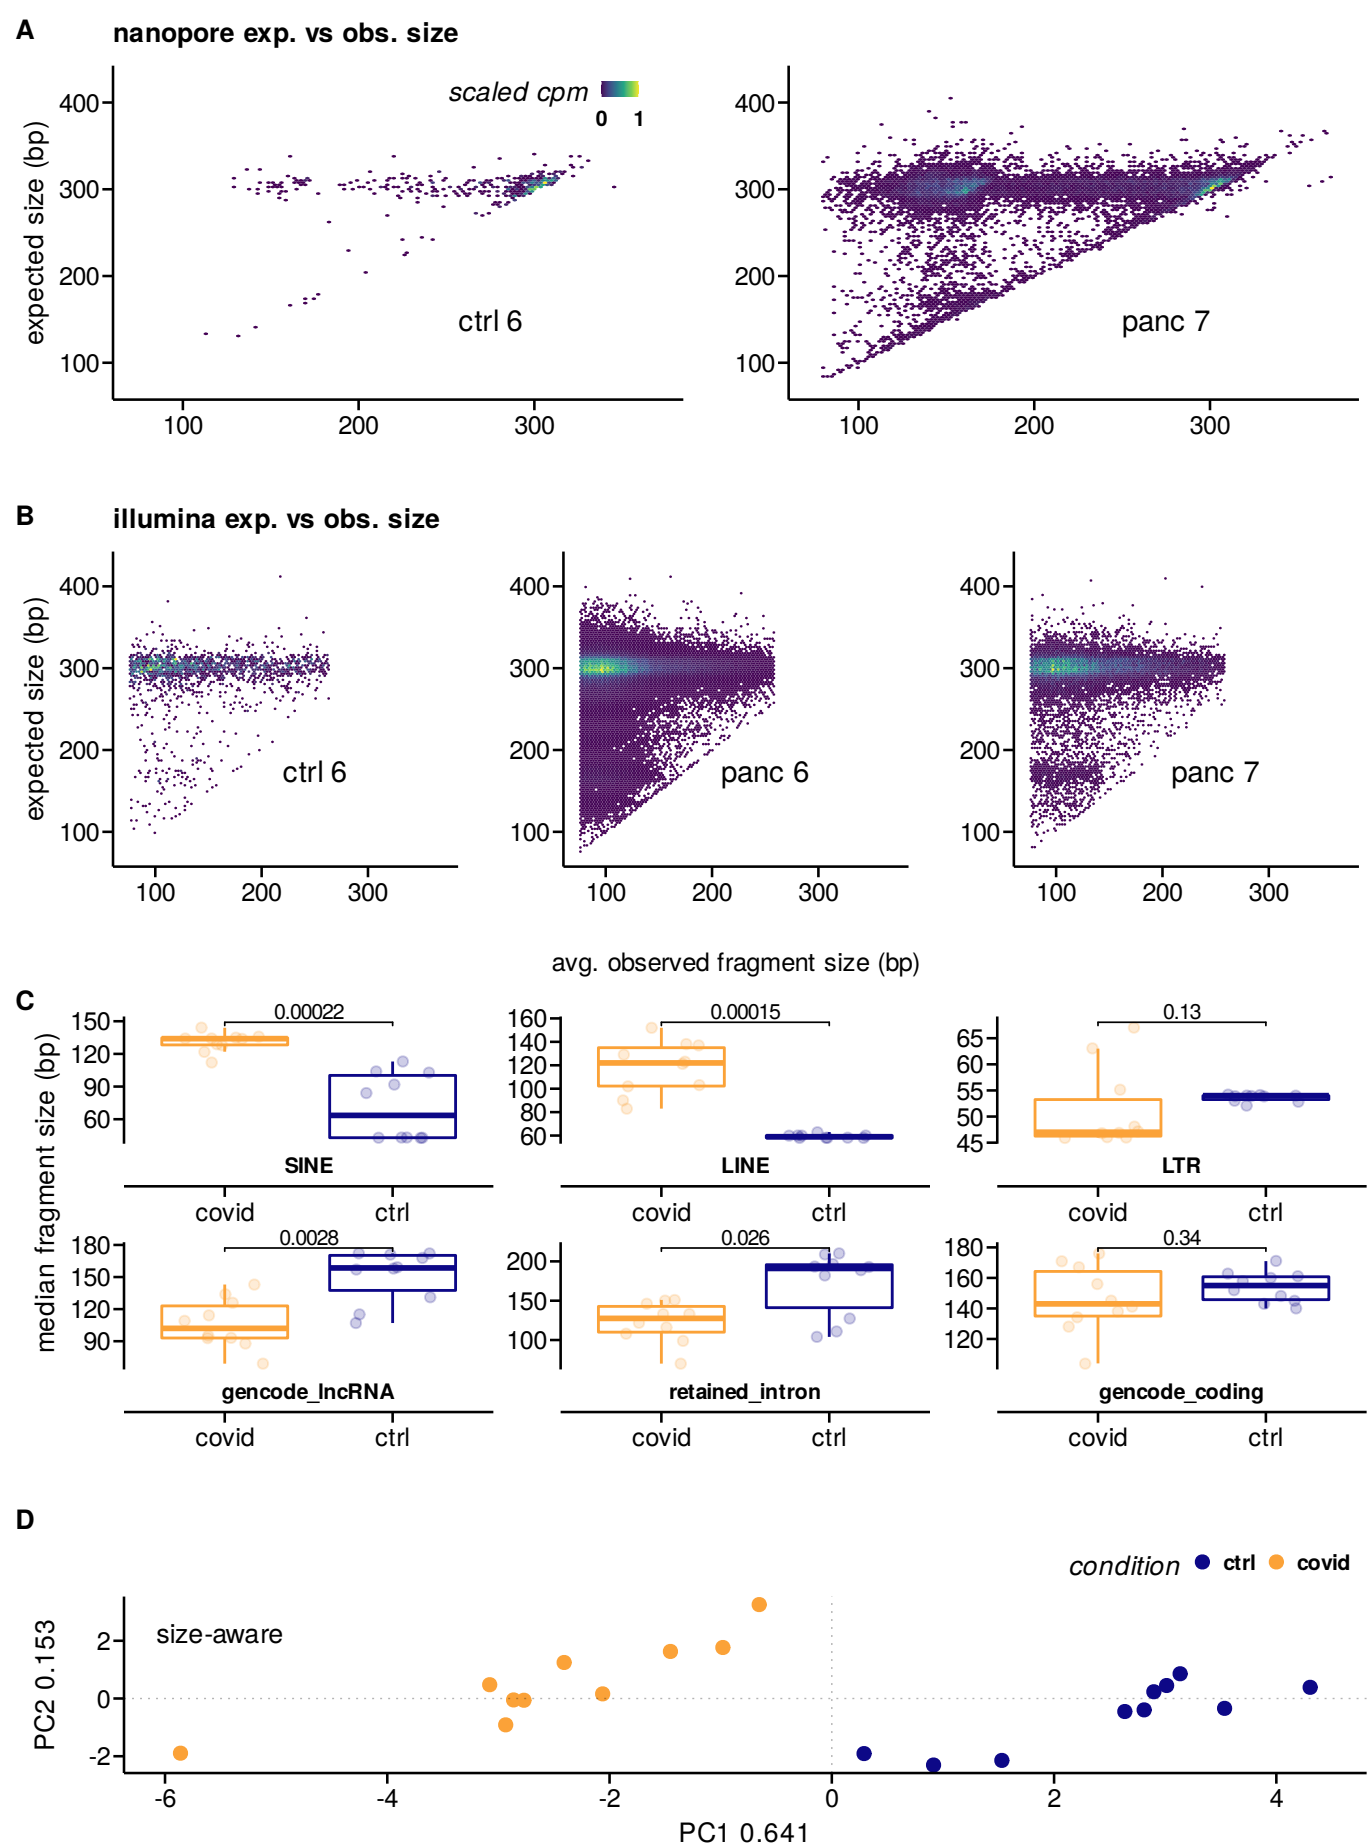 A nanopore exp. vs obs. size
scaled cpm
0 1
expected size (bp)
400
300
200
100
ctrl 6
100 200 300
400
300
200
100
panc 7
100 200 300
B illumina exp. vs obs. size
expected size (bp)
400
300
200
100
ctrl 6
100 200 300
400
300
200
100
panc 6
100 200 300
400
300
200
100
panc 7
100 200 300
avg. observed fragment size (bp)
C
median fragment size (bp)
150
120
90
60
0.00022
SINE
covid ctrl
160
140
120
100
80
60
0.00015
LINE
covid ctrl
65
60
55
50
45
0.13
LTR
covid ctrl
180
150
120
90
0.0028
gencode_lncRNA
covid ctrl
200
150
100
0.026
retained_intron
covid ctrl
180
160
140
120
0.34
gencode_coding
covid ctrl
D
condition ctrl covid
size-aware
PC2 0.153
2
0
-2
-6 -4 -2 0 2 4
PC1 0.641